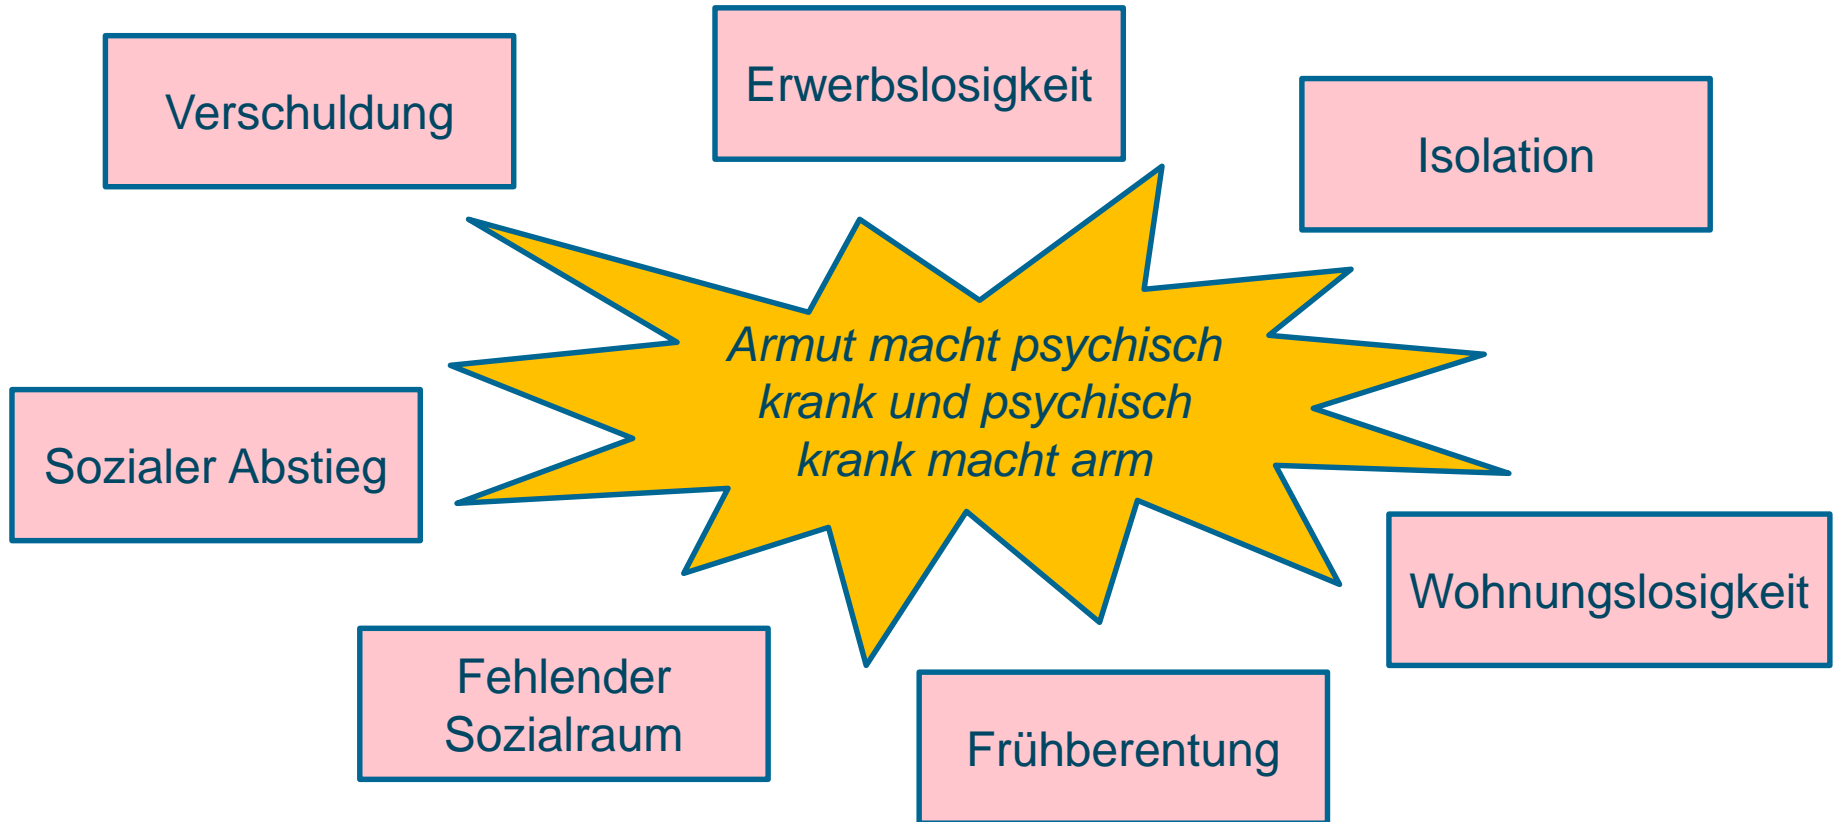 Erwerbslosigkeit
Verschuldung
Isolation
Armut macht psychisch
krank und psychisch
krank macht arm
Sozialer Abstieg
Wohnungslosigkeit
Fehlender
Sozialraum
Frühberentung